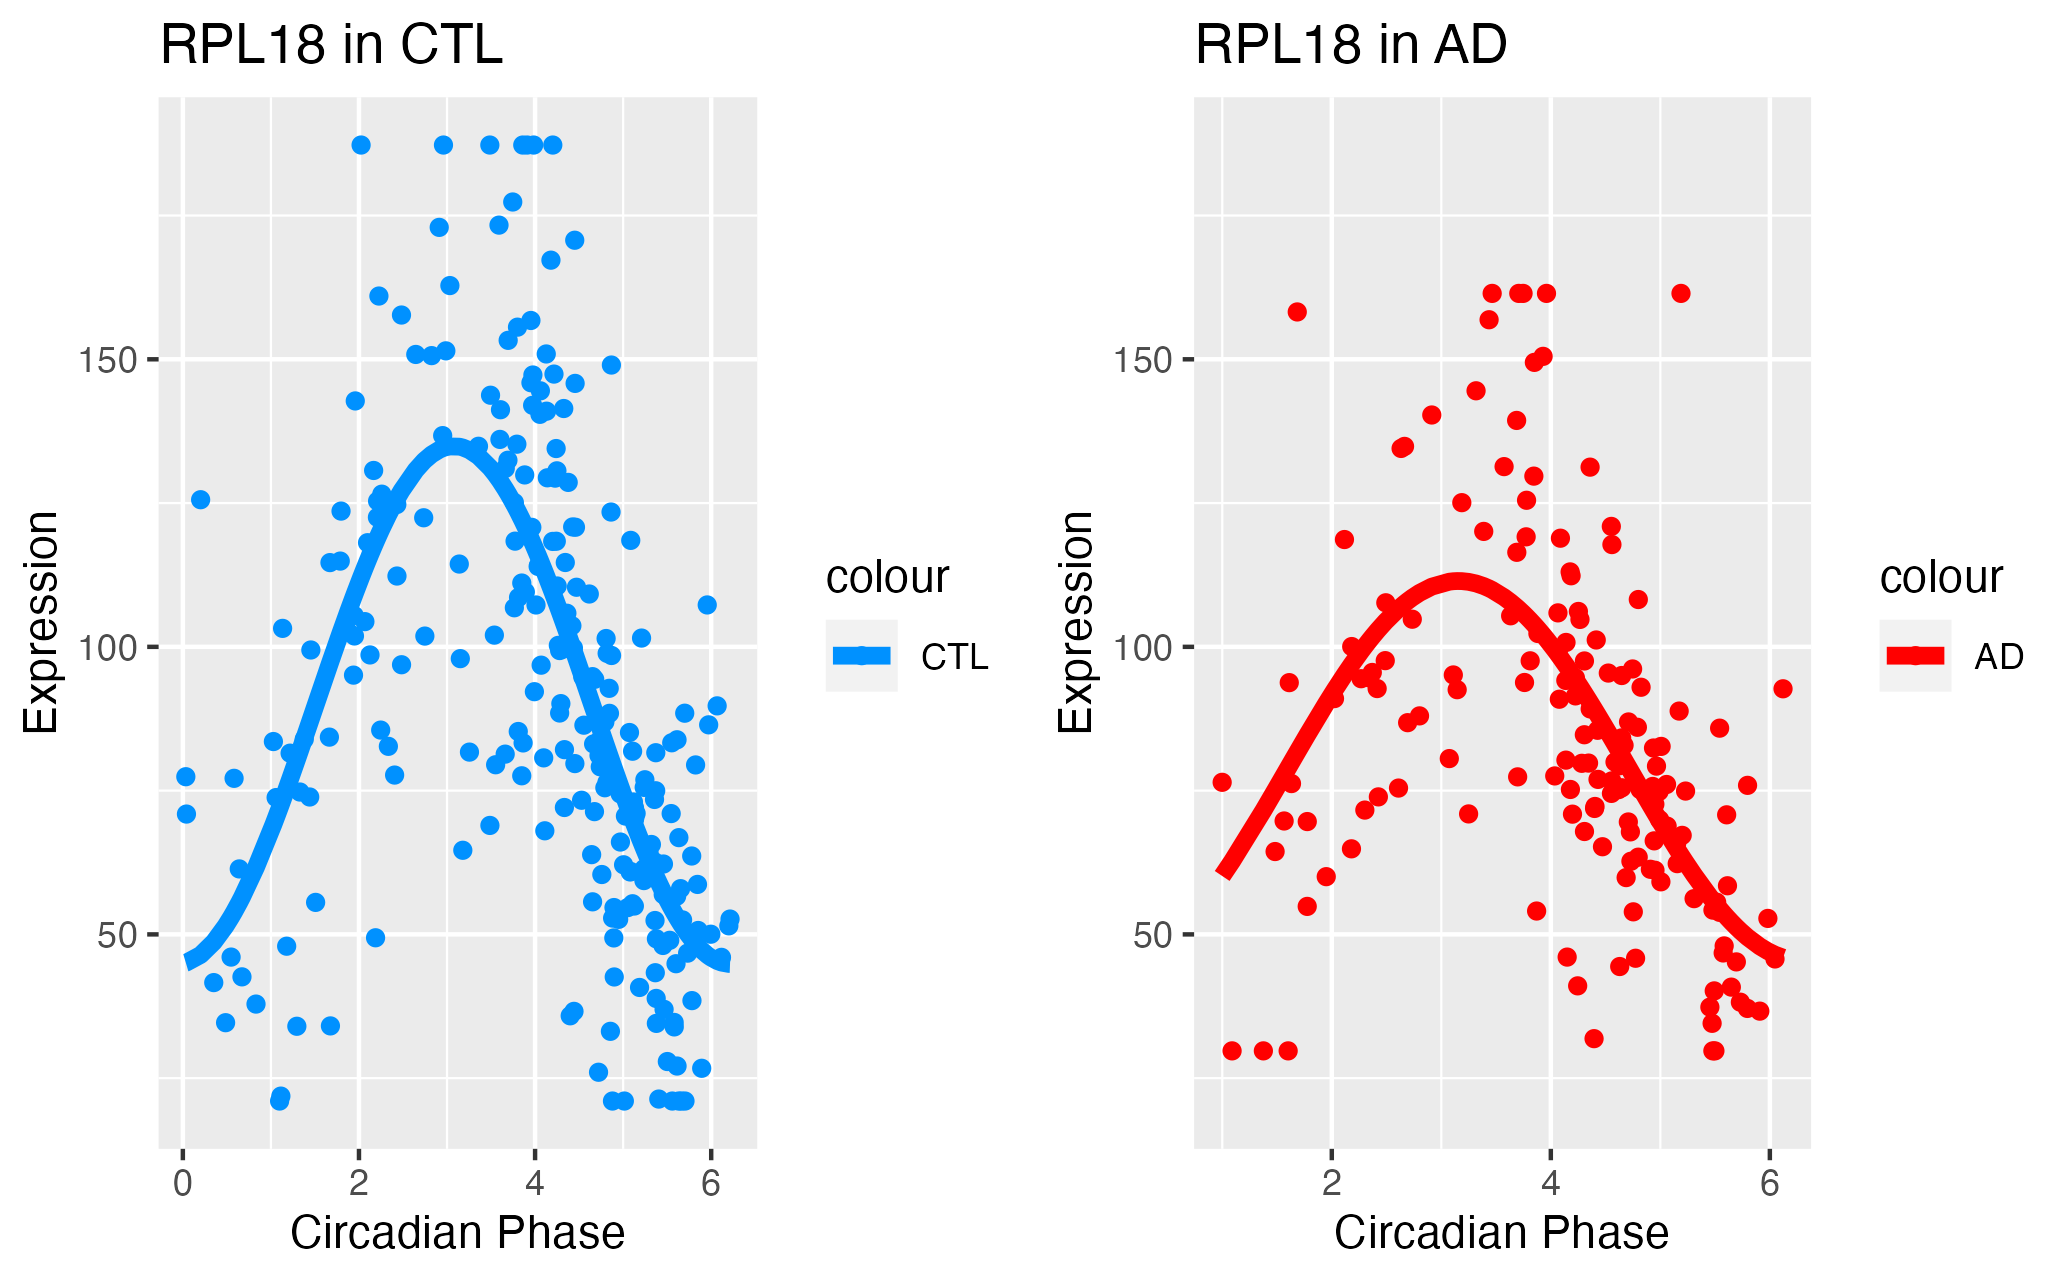 RPL18 in CTL
Expression
150
100
50
0 2 4 6
Circadian Phase
colour
CTL
RPL18 in AD
Expression
150
100
50
2 4 6
Circadian Phase
colour
AD